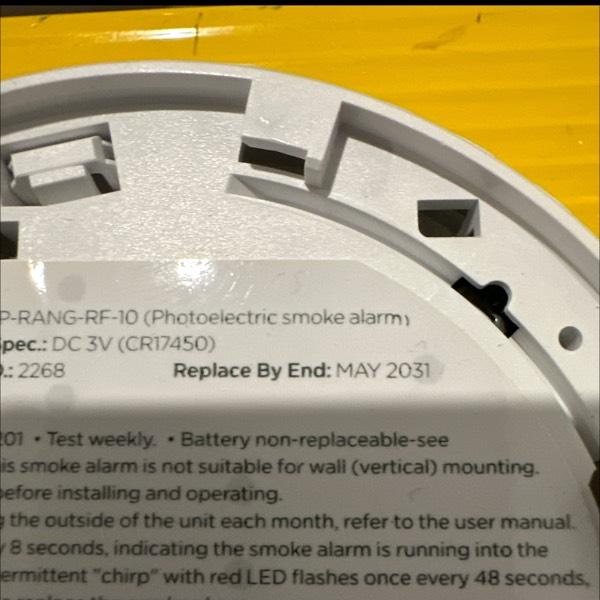 P-RANG-RF-10 (Photoelectric smoke alarm)
pec.: DC 3V (CR17450)
.: 2268 Replace By End: MAY 2031
201 • Test weekly. • Battery non-replaceable-see
is smoke alarm is not suitable for wall (vertical) mounting.
efore installing and operating.
g the outside of the unit each month, refer to the user manual.
y 8 seconds, indicating the smoke alarm is running into the
ermittent "chirp" with red LED flashes once every 48 seconds,